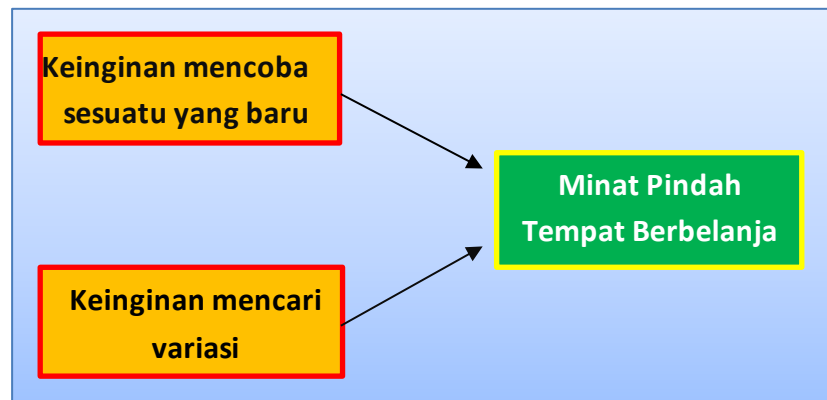 Keinginan mencoba
sesuatu yang baru
Minat Pindah
Tempat Berbelanja
Keinginan mencari
variasi